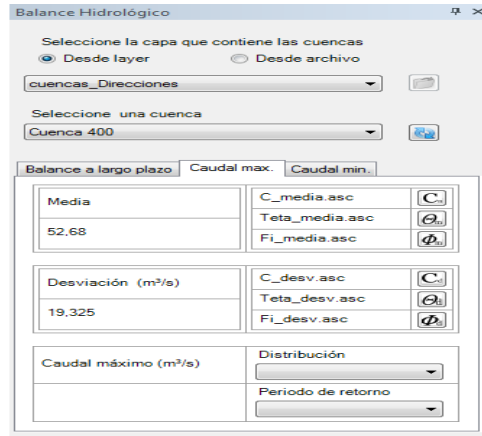 Balance Hidrológico
Seleccione la capa que contiene las cuencas
Desde layer Desde archivo
cuencas_Direcciones
Seleccione una cuenca
Cuenca 400
Balance a largo plazo Caudal max. Caudal min.
Media
C_media.asc C
Teta_media.asc Θm
52,68
Fi_media.asc Φm
Desviación (m³/s)
C_desv.asc C
Teta_desv.asc Θ
19,325
Fi_desv.asc Φ
Caudal máximo (m³/s)
Distribución
Periodo de retorno